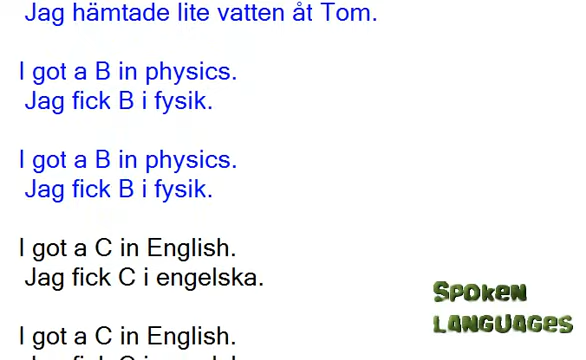 Jag hämtade lite vatten åt Tom.
I got a B in physics.
Jag fick B i fysik.
I got a B in physics.
Jag fick B i fysik.
I got a C in English.
Jag fick C i engelska.
I got a C in English.
Spoken
Languages